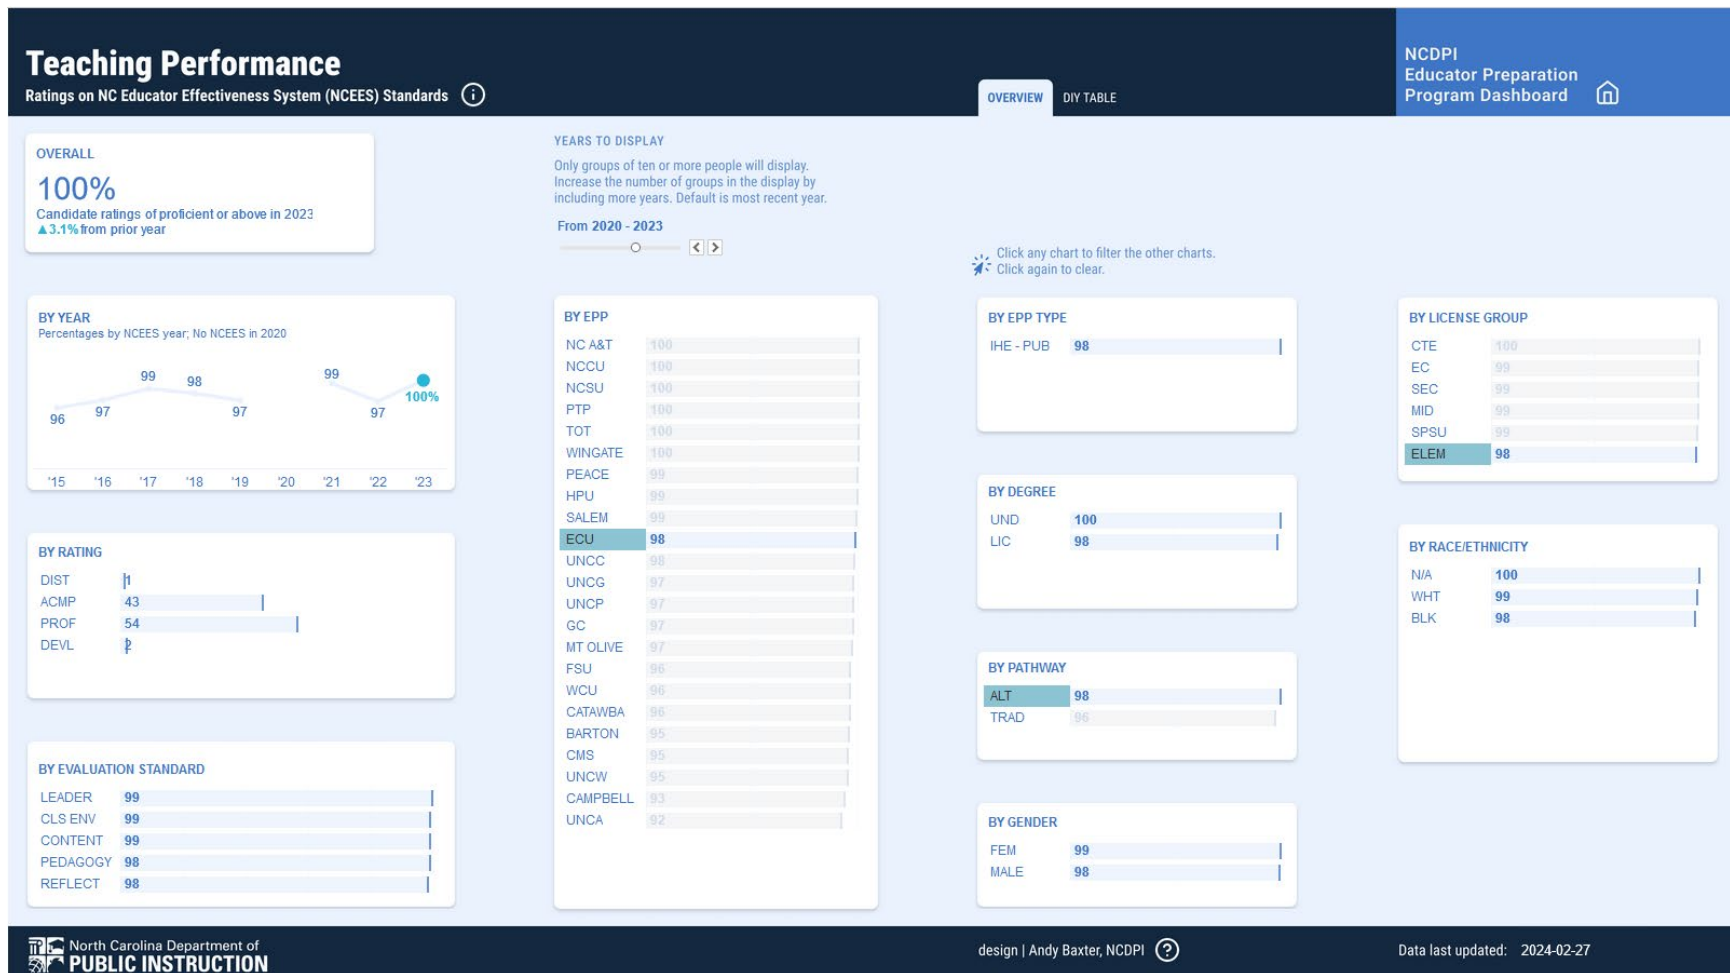 Teaching Performance
Ratings on NC Educator Effectiveness System (NCEES) Standards
OVERVIEW
DIY TABLE
NCDPI
Educator Preparation
Program Dashboard
OVERALL
100%
Candidate ratings of proficient or above in 2023
▲3.1% from prior year
YEARS TO DISPLAY
Only groups of ten or more people will display.
Increase the number of groups in the display by
including more years. Default is most recent year.
From 2020 - 2023
Click any chart to filter the other charts.
Click again to clear.
BY YEAR
Percentages by NCEES year; No NCEES in 2020
96
97
99
98
97
99
97
100%
'15 '16 '17 '18 '19 '20 '21 '22 '23
BY RATING
DIST 1
ACMP 43
PROF 54
DEVL 2
BY EVALUATION STANDARD
LEADER 99
CLS ENV 99
CONTENT 99
PEDAGOGY 98
REFLECT 98
BY EPP
NC A&T 100
NCCU 100
NCSU 100
PTP 100
TOT 100
WINGATE 100
PEACE 99
HPU 99
SALEM 99
ECU 98
UNCC 98
UNCG 97
UNCP 97
GC 97
MT OLIVE 97
FSU 96
WCU 96
CATAWBA 96
BARTON 95
CMS 95
UNCW 95
CAMPBELL 93
UNCA 92
BY EPP TYPE
IHE - PUB 98
BY DEGREE
UND 100
LIC 98
BY PATHWAY
ALT 98
TRAD 96
BY GENDER
FEM 99
MALE 98
BY LICENSE GROUP
CTE 100
EC 99
SEC 99
MID 99
SPSU 99
ELEM 98
BY RACE/ETHNICITY
N/A 100
WHT 99
BLK 98
North Carolina Department of
PUBLIC INSTRUCTION
design | Andy Baxter, NCDPI
Data last updated: 2024-02-27